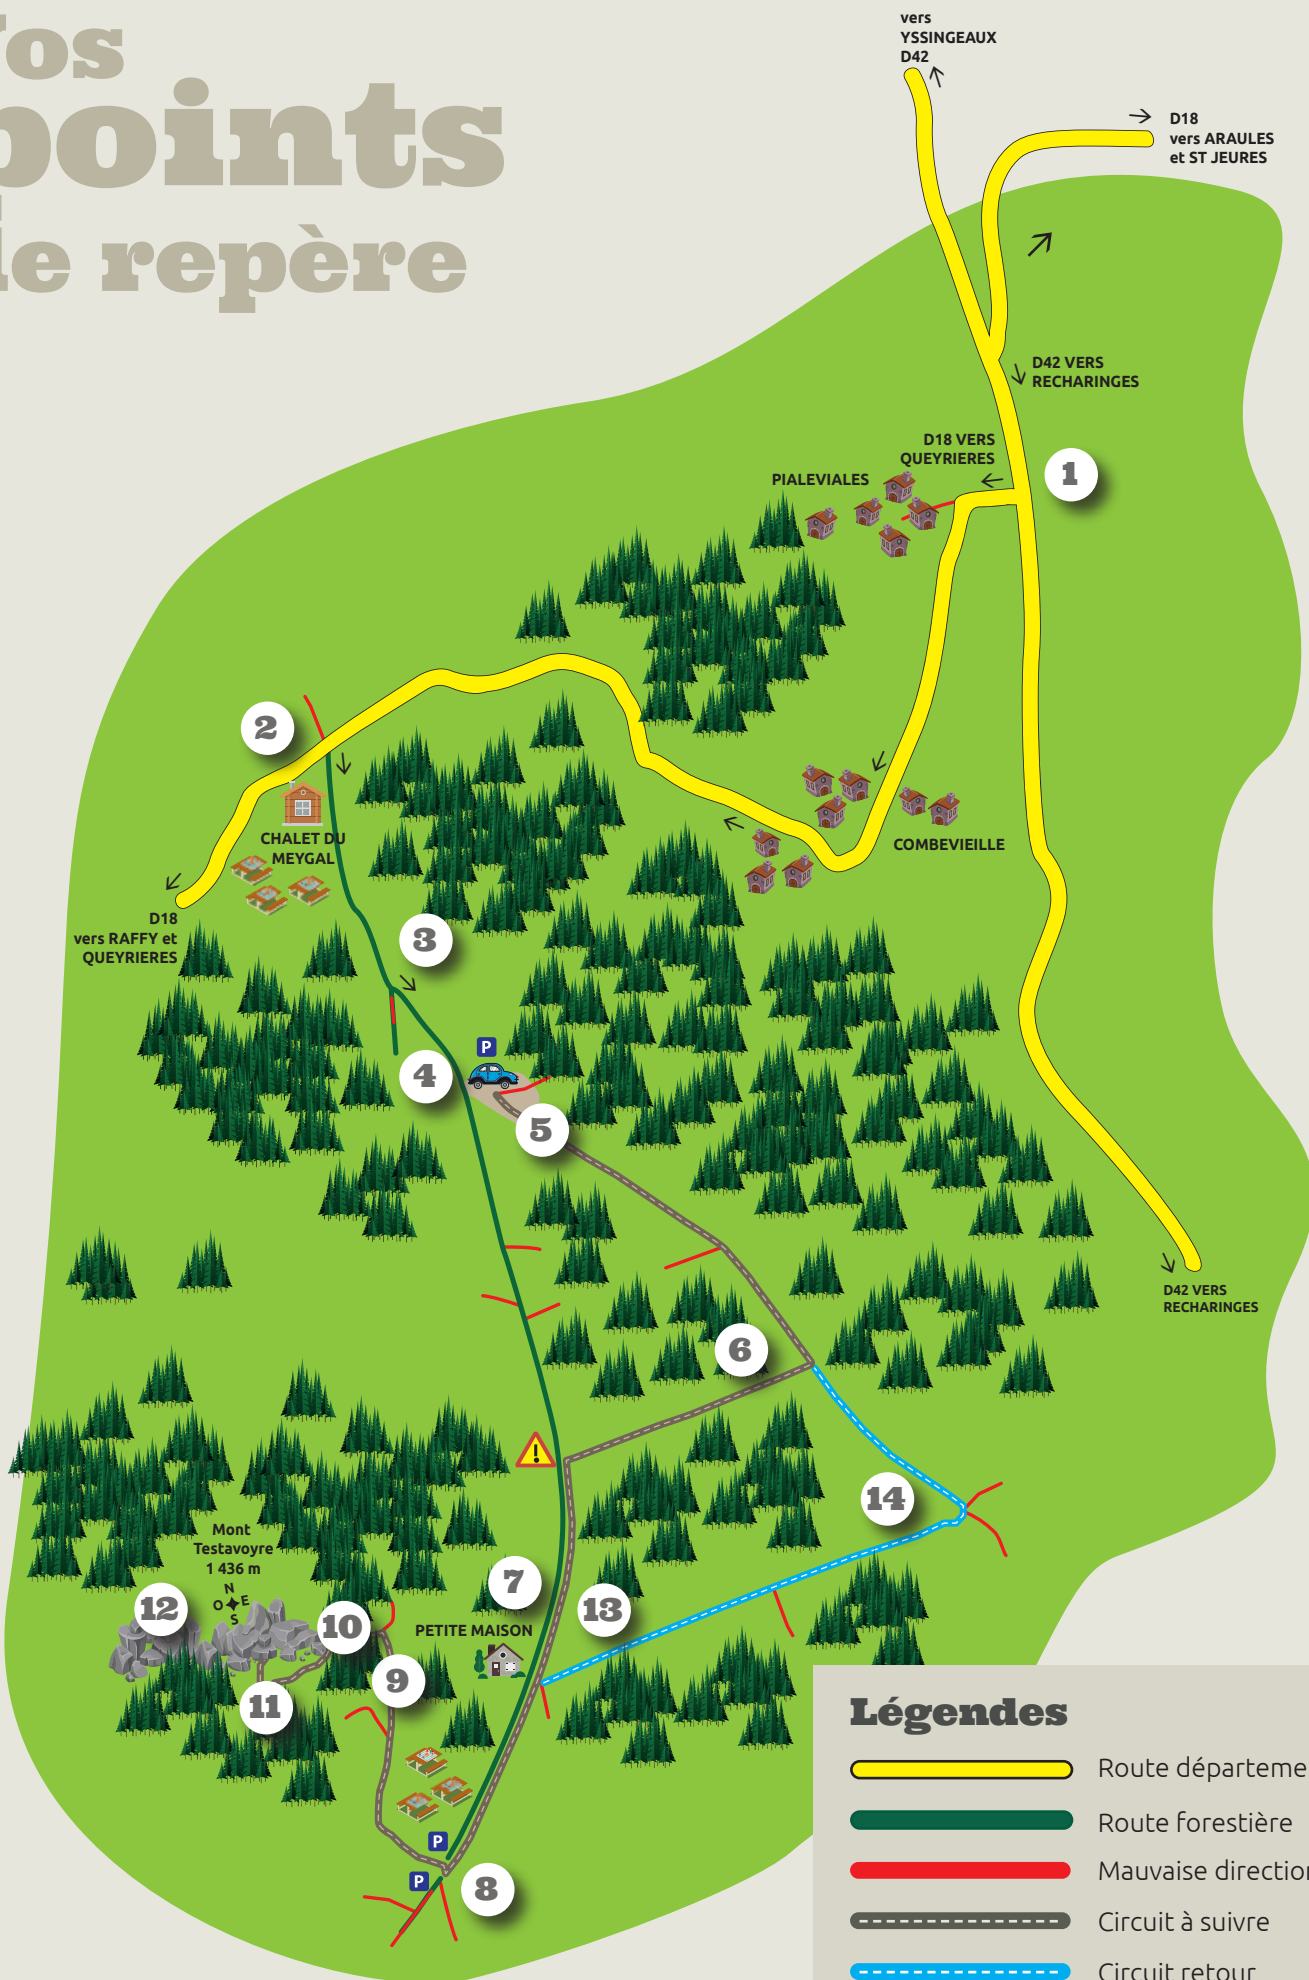 points
repère
vers
YSSINGEAUX
D42
D18
vers ARAULES
et ST JEURES
D42 VERS
RECHARINGES
D18 VERS
QUEYRIERES
PIALEVIALES
1
2
CHALET DU
MEYGAL
COMBEVIEILLE
D18
vers RAFFY et
QUEYRIERES
3
P
4
5
D42 VERS
RECHARINGES
6
!
14
Mont
Testavoyre
1 436 m
N
O E
S
7
12
13
10
PETITE MAISON
9
11
P
P
8
Légendes
Route départeme
Route forestière
Mauvaise direction
Circuit à suivre
Circuit retour